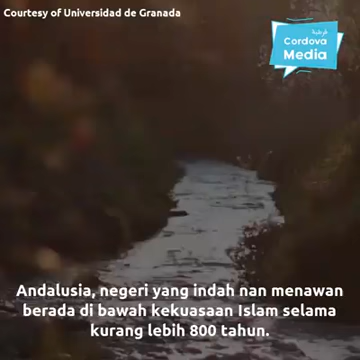 Courtesy of Universidad de Granada
قرطبة
Cordova
Media
Andalusia, negeri yang indah nan menawan
berada di bawah kekuasaan Islam selama
kurang lebih 800 tahun.